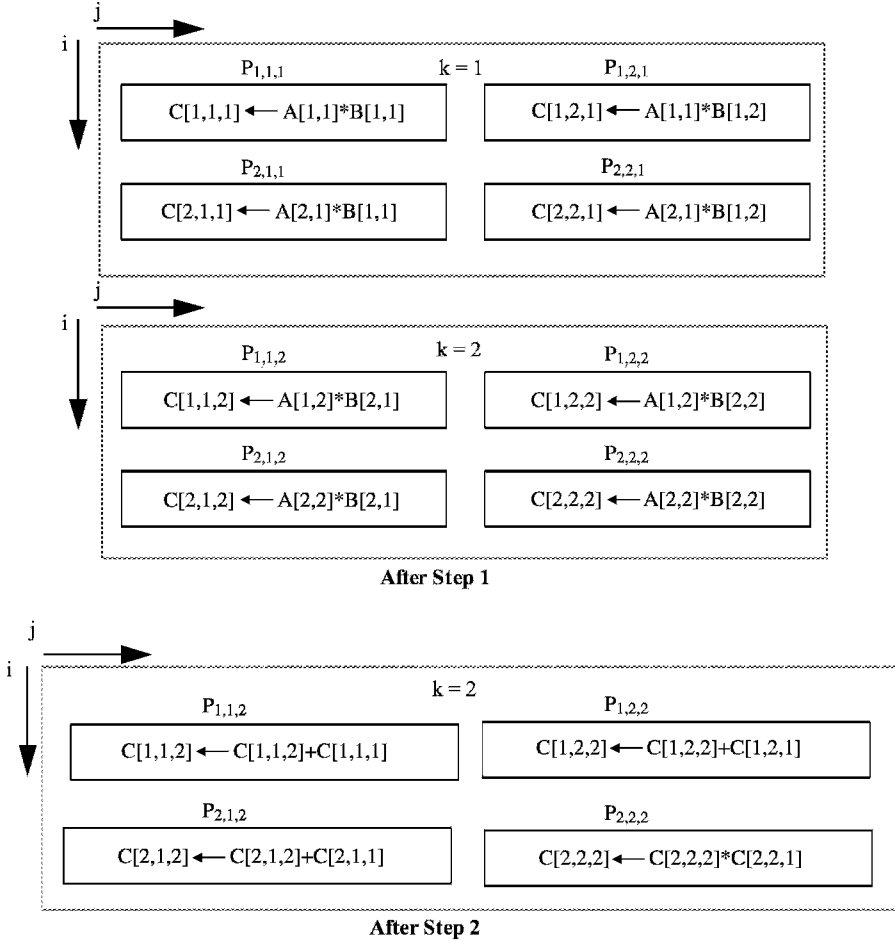 j
i
P1,1,1 k = 1 P1,2,1
C[1,1,1] ← A[1,1]*B[1,1] C[1,2,1] ← A[1,1]*B[1,2]
P2,1,1 P2,2,1
C[2,1,1] ← A[2,1]*B[1,1] C[2,2,1] ← A[2,1]*B[1,2]
j
i
P1,1,2 k = 2 P1,2,2
C[1,1,2] ← A[1,2]*B[2,1] C[1,2,2] ← A[1,2]*B[2,2]
P2,1,2 P2,2,2
C[2,1,2] ← A[2,2]*B[2,1] C[2,2,2] ← A[2,2]*B[2,2]
After Step 1
j
i
P1,1,2 k = 2 P1,2,2
C[1,1,2] ← C[1,1,2]+C[1,1,1] C[1,2,2] ← C[1,2,2]+C[1,2,1]
P2,1,2 P2,2,2
C[2,1,2] ← C[2,1,2]+C[2,1,1] C[2,2,2] ← C[2,2,2]*C[2,2,1]
After Step 2